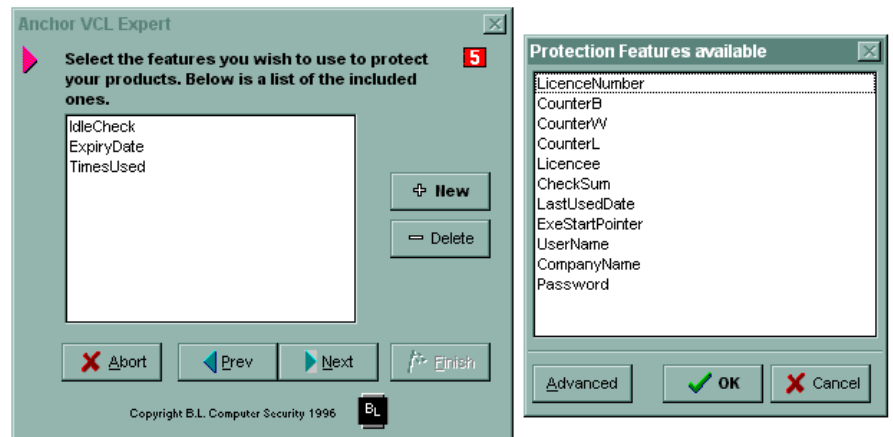 Anchor VCL Expert
Select the features you wish to use to protect
your products. Below is a list of the included
ones.
5
IdleCheck
ExpiryDate
TimesUsed
New
Delete
Abort
Prev
Next
Finish
Copyright B.L. Computer Security 1996
BL
Protection Features available
LicenceNumber
CounterB
CounterW
CounterL
Licencee
CheckSum
LastUsedDate
ExeStartPointer
UserName
CompanyName
Password
Advanced
OK
Cancel